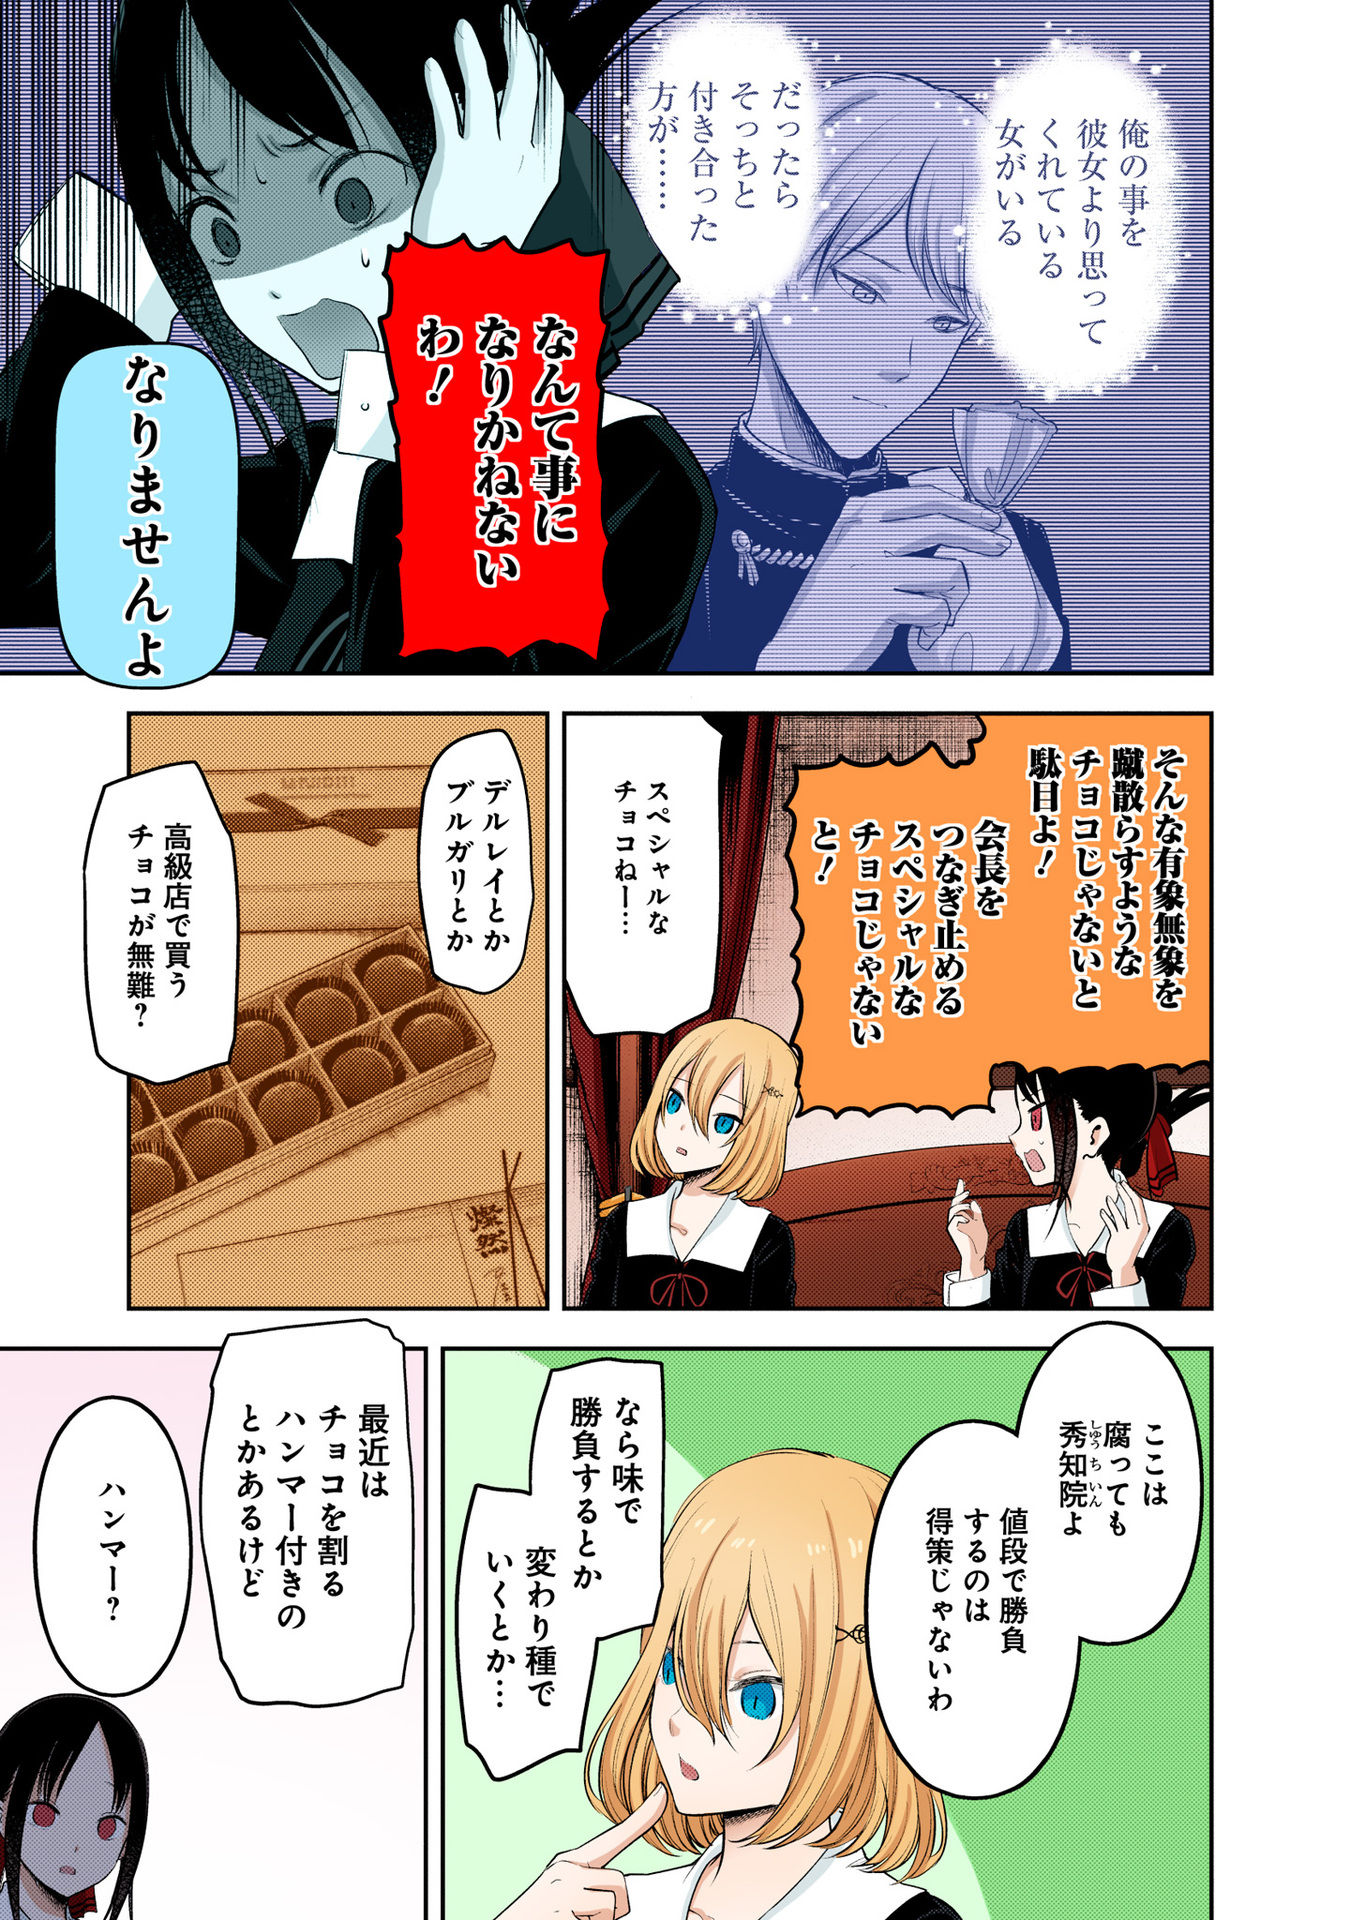 俺の事を
彼女より思って
くれている
女がいる
だったら
そっちと
付き合った
方が……
なんて事に
なりかねない
わ!
なりませんよ
そんな有象無象を
蹴散らすような
チョコじゃないと
駄目よ!
会長を
つなぎ止める
スペシャルな
チョコじゃない
と!
スペシャルな
チョコねー…
デルレイとか
ブルガリとか
高級店で買う
チョコが無難?
燦然
ここは
腐っても
秀知院よ
しゅうちいん
値段で勝負
するのは
得策じゃないわ
なら味で
勝負するとか
変わり種で
いくとか…
最近は
チョコを割る
ハンマー付きの
とかあるけど
ハンマー?